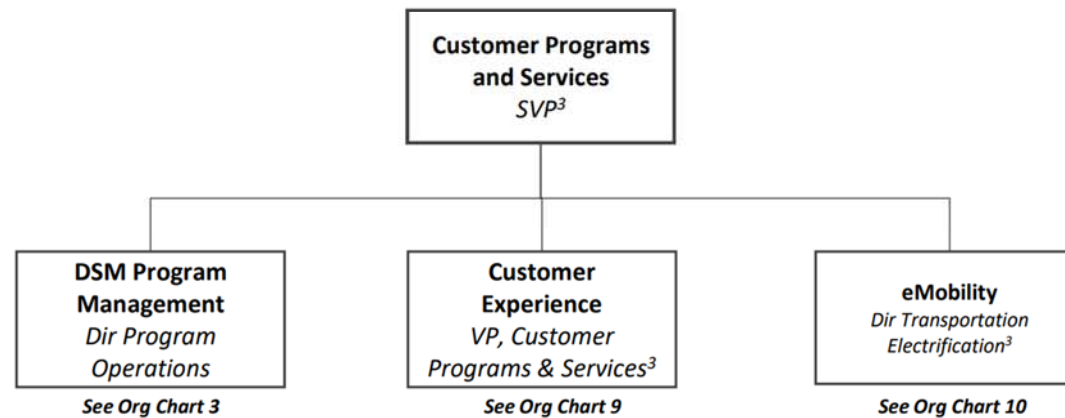 Customer Programs
and Services
SVP³
DSM Program
Management
Dir Program
Operations
See Org Chart 3
Customer
Experience
VP, Customer
Programs & Services³
See Org Chart 9
eMobility
Dir Transportation
Electrification³
See Org Chart 10